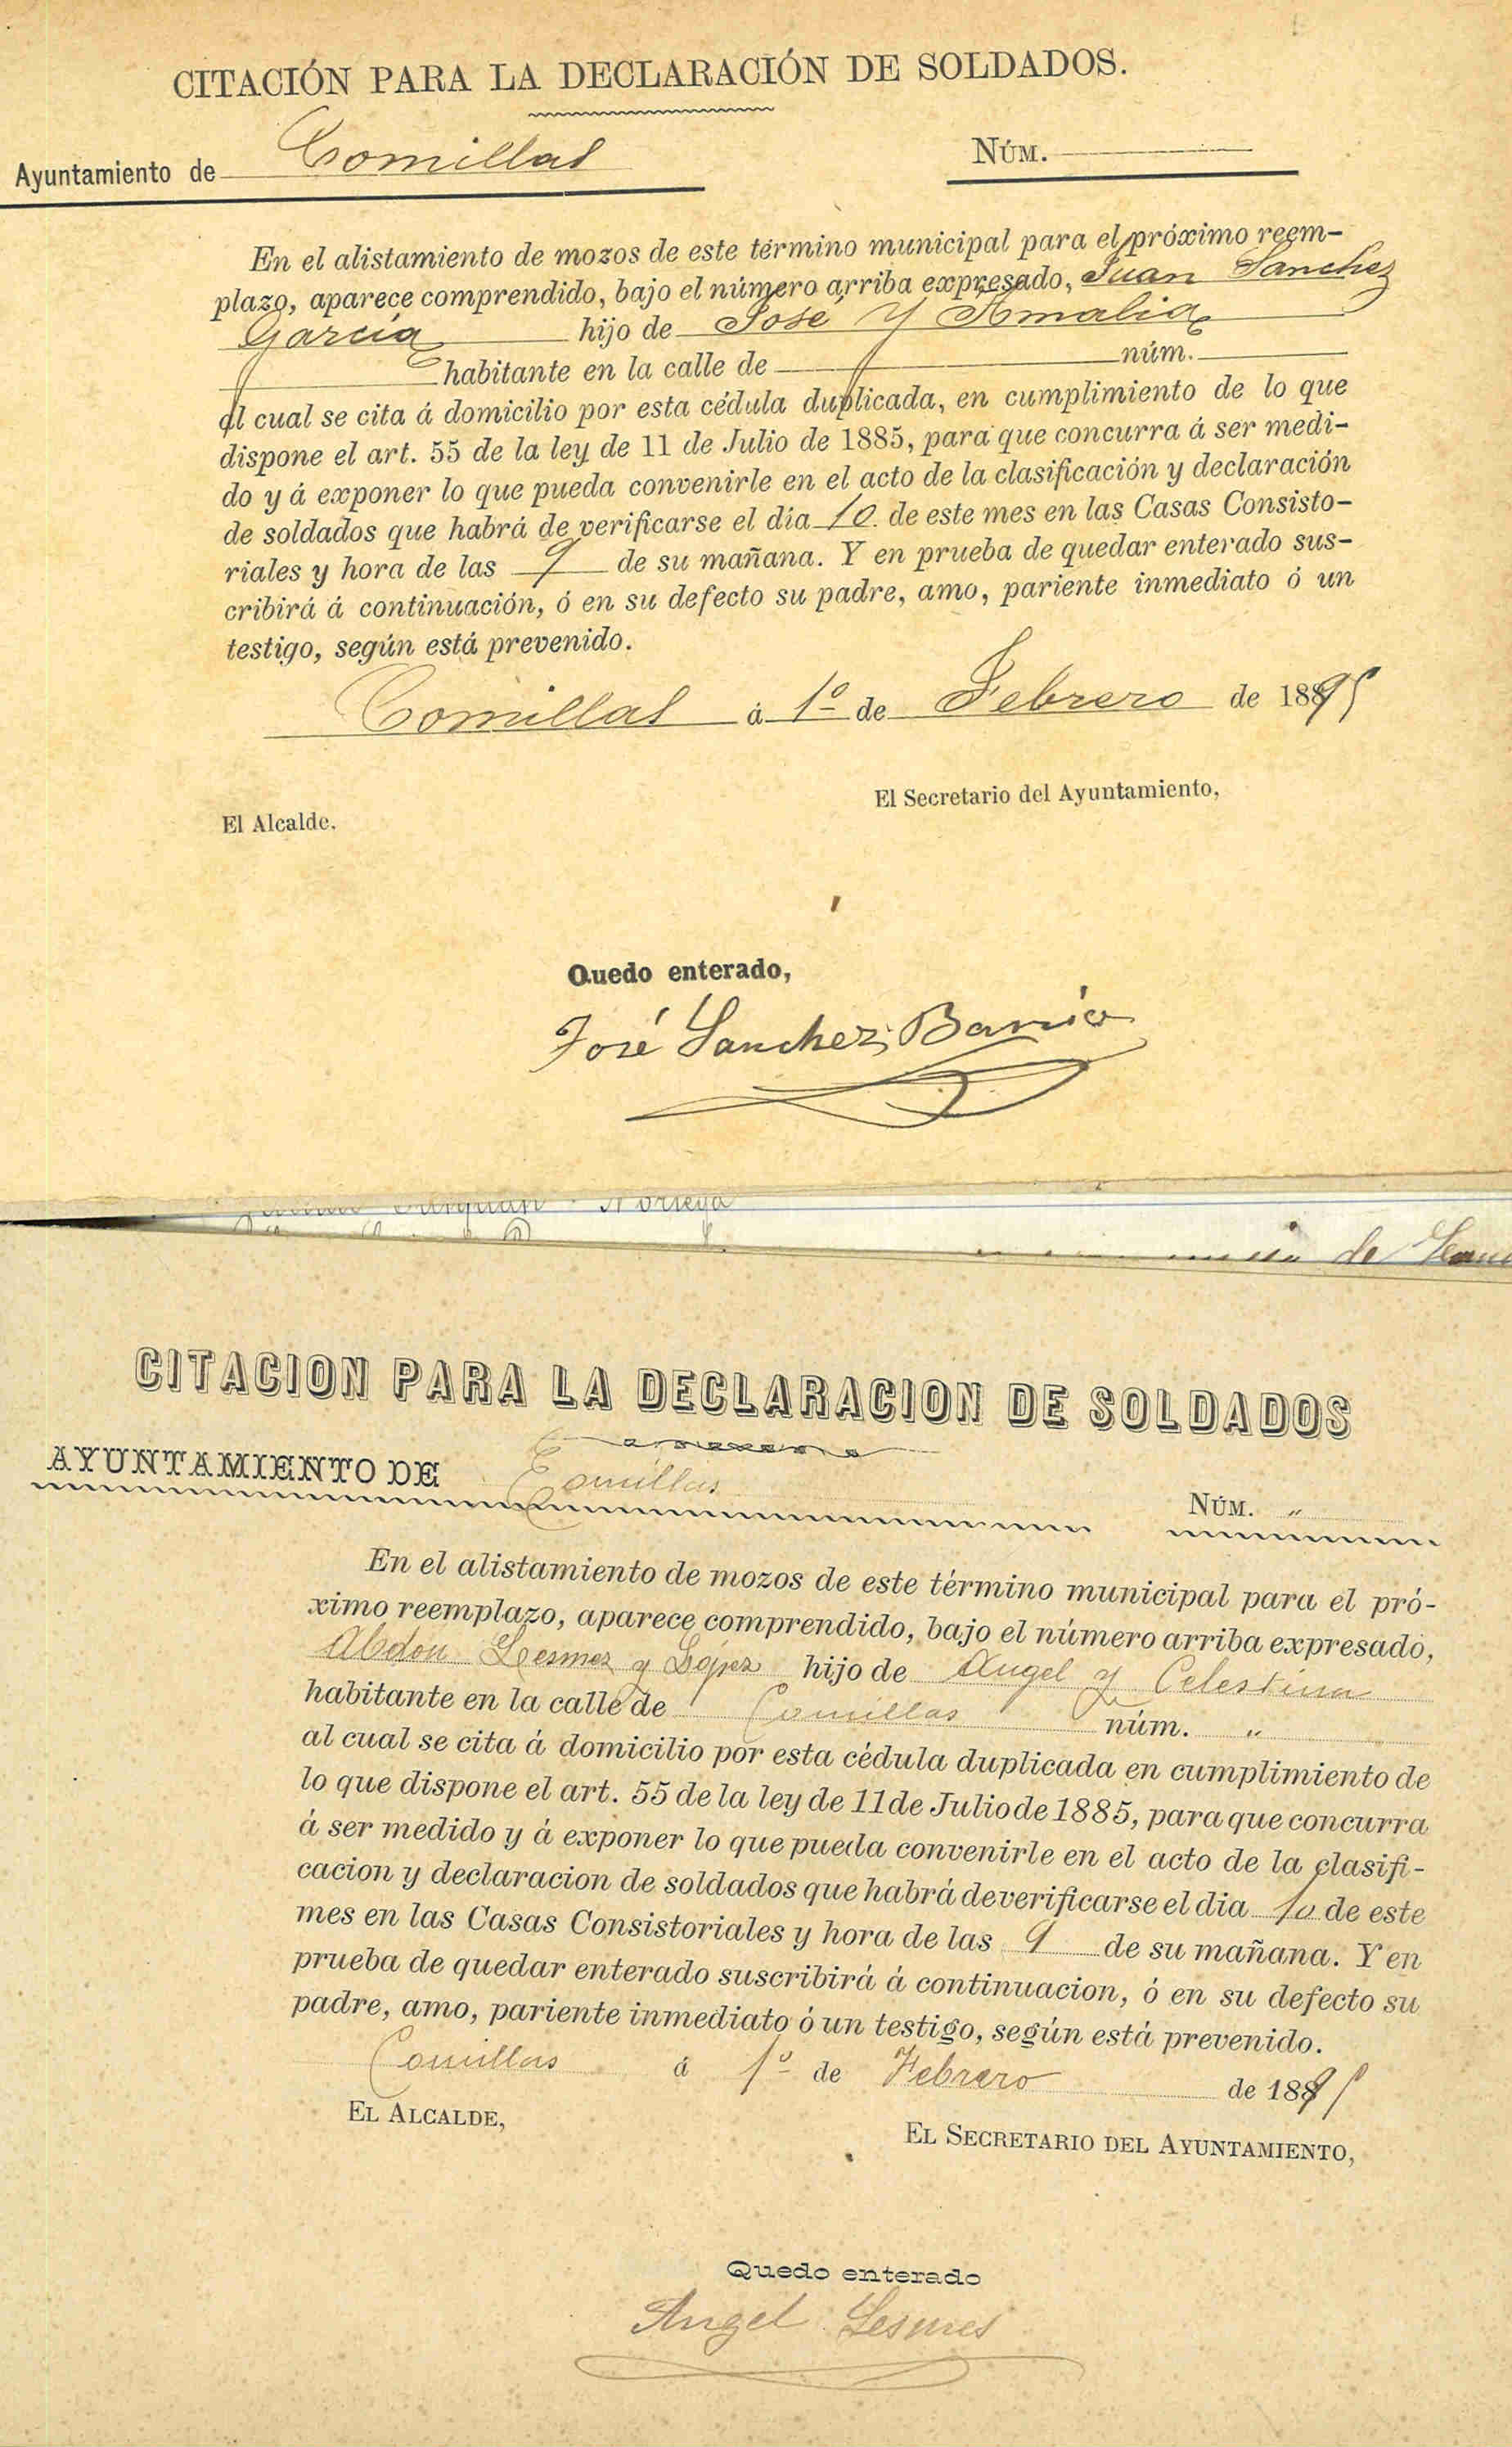 CITACIÓN PARA LA DECLARACIÓN DE SOLDADOS.
Ayuntamiento de Comillas NÚM.
En el alistamiento de mozos de este término municipal para el próximo reem-
plazo, aparece comprendido, bajo el número arriba expresado, Juan Sanchez
Garcia hijo de José y Amalia
habitante en la calle de núm.
al cual se cita á domicilio por esta cédula duplicada, en cumplimiento de lo que
dispone el art. 55 de la ley de 11 de Julio de 1885, para que concurra á ser medi-
do y á exponer lo que pueda convenirle en el acto de la clasificación y declaración
de soldados que habrá de verificarse el día 10 de este mes en las Casas Consisto-
riales y hora de las 9 de su mañana. Y en prueba de quedar enterado sus-
cribirá á continuación, ó en su defecto su padre, amo, pariente inmediato ó un
testigo, según está prevenido.
Comillas á 1º de Febrero de 1895
El Secretario del Ayuntamiento,
El Alcalde.
Quedo enterado,
José Sanchez Barrio
Noriega
de
CITACION PARA LA DECLARACION DE SOLDADOS
AYUNTAMIENTO DE Comillas
NÚM. "
En el alistamiento de mozos de este término municipal para el pró-
ximo reemplazo, aparece comprendido, bajo el número arriba expresado,
Abdon Lesmes y López hijo de Angel y Celestina
habitante en la calle de Comillas núm. "
al cual se cita á domicilio por esta cédula duplicada en cumplimiento de
lo que dispone el art. 55 de la ley de 11 de Julio de 1885, para que concurra
á ser medido y á exponer lo que pueda convenirle en el acto de la clasifi-
cacion y declaracion de soldados que habrá de verificarse el dia 10 de este
mes en las Casas Consistoriales y hora de las 9 de su mañana. Y en
prueba de quedar enterado suscribirá á continuacion, ó en su defecto su
padre, amo, pariente inmediato ó un testigo, según está prevenido.
Comillas á 1º de Febrero de 1895
EL ALCALDE,
EL SECRETARIO DEL AYUNTAMIENTO,
Quedo enterado
Angel Lesmes